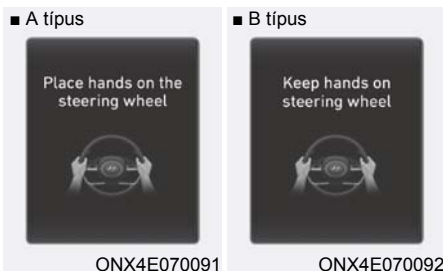 ■ A típus
Place hands on the
steering wheel
ONX4E070091
■ B típus
Keep hands on
steering wheel
ONX4E070092